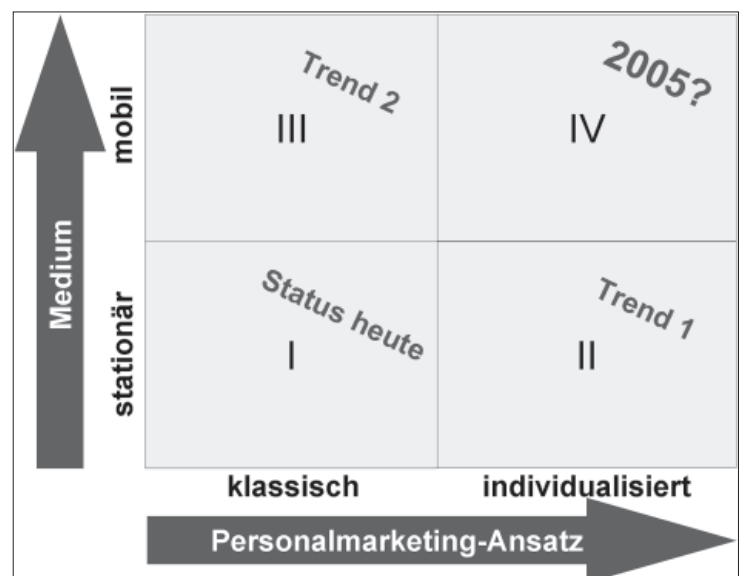 Trend 2
2005?
mobil
III
IV
Medium
Status heute
Trend 1
stationär
I
II
klassisch
individualisiert
Personalmarketing-Ansatz